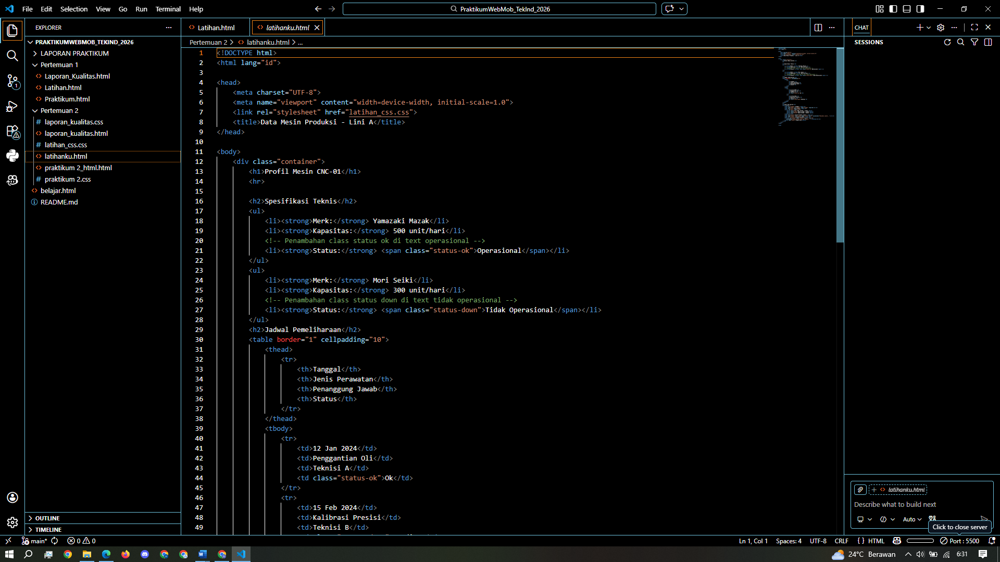 File Edit Selection View Go Run Terminal Help
PraktikumWebMob_TekInd_2026
EXPLORER
PRAKTIKUMWEBMOB_TEKIND_2026
LAPORAN PRAKTIKUM
Pertemuan 1
Laporan_Kualitas.html
Latihan.html
Praktikum.html
Pertemuan 2
laporan_kualitas.css
laporan_kualitas.html
latihan_css.css
latihanku.html
praktikum 2_html.html
praktikum 2.css
belajar.html
README.md
OUTLINE
TIMELINE
Latihan.html latihanku.html
Pertemuan 2 > latihanku.html > ...
1 <!DOCTYPE html>
2 <html lang="id">
3
4 <head>
5 <meta charset="UTF-8">
6 <meta name="viewport" content="width=device-width, initial-scale=1.0">
7 <link rel="stylesheet" href="latihan_css.css">
8 <title>Data Mesin Produksi - Lini A</title>
9 </head>
10
11 <body>
12 <div class="container">
13 <h1>Profil Mesin CNC-01</h1>
14 <hr>
15
16 <h2>Spesifikasi Teknis</h2>
17 <ul>
18 <li><strong>Merk:</strong> Yamazaki Mazak</li>
19 <li><strong>Kapasitas:</strong> 500 unit/hari</li>
20 <!-- Penambahan class status ok di text operasional -->
21 <li><strong>Status:</strong> <span class="status-ok">Operasional</span></li>
22 </ul>
23 <ul>
24 <li><strong>Merk:</strong> Mori Seiki</li>
25 <li><strong>Kapasitas:</strong> 300 unit/hari</li>
26 <!-- Penambahan class status down di text tidak operasional -->
27 <li><strong>Status:</strong> <span class="status-down">Tidak Operasional</span></li>
28 </ul>
29 <h2>Jadwal Pemeliharaan</h2>
30 <table border="1" cellpadding="10">
31 <thead>
32 <tr>
33 <th>Tanggal</th>
34 <th>Jenis Perawatan</th>
35 <th>Penanggung Jawab</th>
36 <th>Status</th>
37 </tr>
38 </thead>
39 <tbody>
40 <tr>
41 <td>12 Jan 2024</td>
42 <td>Penggantian Oli</td>
43 <td>Teknisi A</td>
44 <td class="status-ok">Ok</td>
45 </tr>
46 <tr>
47 <td>15 Feb 2024</td>
48 <td>Kalibrasi Presisi</td>
49 <td>Teknisi B</td>
CHAT
SESSIONS
+ latihanku.html
Describe what to build next
Auto
Click to close server
1
main* 0 0
Ln 1, Col 1 Spaces: 4 UTF-8 CRLF { } HTML Port : 5500
24°C Berawan 6:31